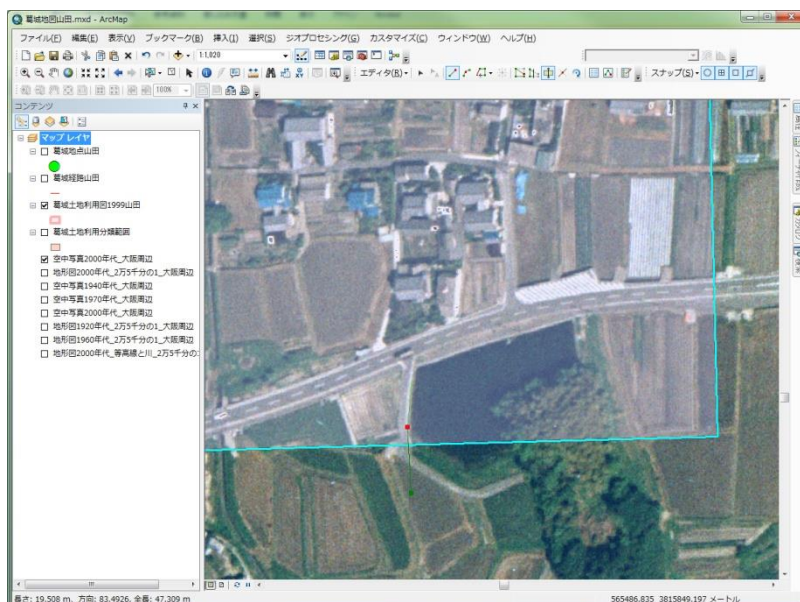 葛城地図山田.mxd - ArcMap
ファイル(F) 編集(E) 表示(V) ブックマーク(B) 挿入(I) 選択(S) ジオプロセシング(G) カスタマイズ(C) ウィンドウ(W) ヘルプ(H)
1:1,020
エディタ(R) スナップ(S)
100%
コンテンツ
マップ レイヤ
葛城地点山田
葛城経路山田
葛城土地利用図1999山田
葛城土地利用分類範囲
空中写真2000年代_大阪周辺
地形図2000年代_2万5千分の1_大阪周辺
空中写真1940年代_大阪周辺
空中写真1970年代_大阪周辺
空中写真2000年代_大阪周辺
地形図1920年代_2万5千分の1_大阪周辺
地形図1960年代_2万5千分の1_大阪周辺
地形図2000年代_等高線と川_2万5千分の
長さ: 19.508 m, 方向: 83.4926, 全長: 47.309 m
565486.835 3815849.197 メートル